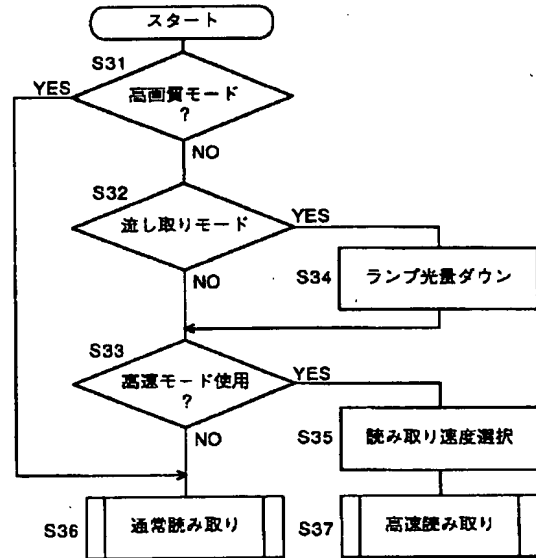 スタート
S31
YES
高画質モード
?
NO
S32
流し取りモード
YES
NO
S34
ランプ光量ダウン
S33
高速モード使用
?
YES
NO
S35
読み取り速度選択
S36
通常読み取り
S37
高速読み取り